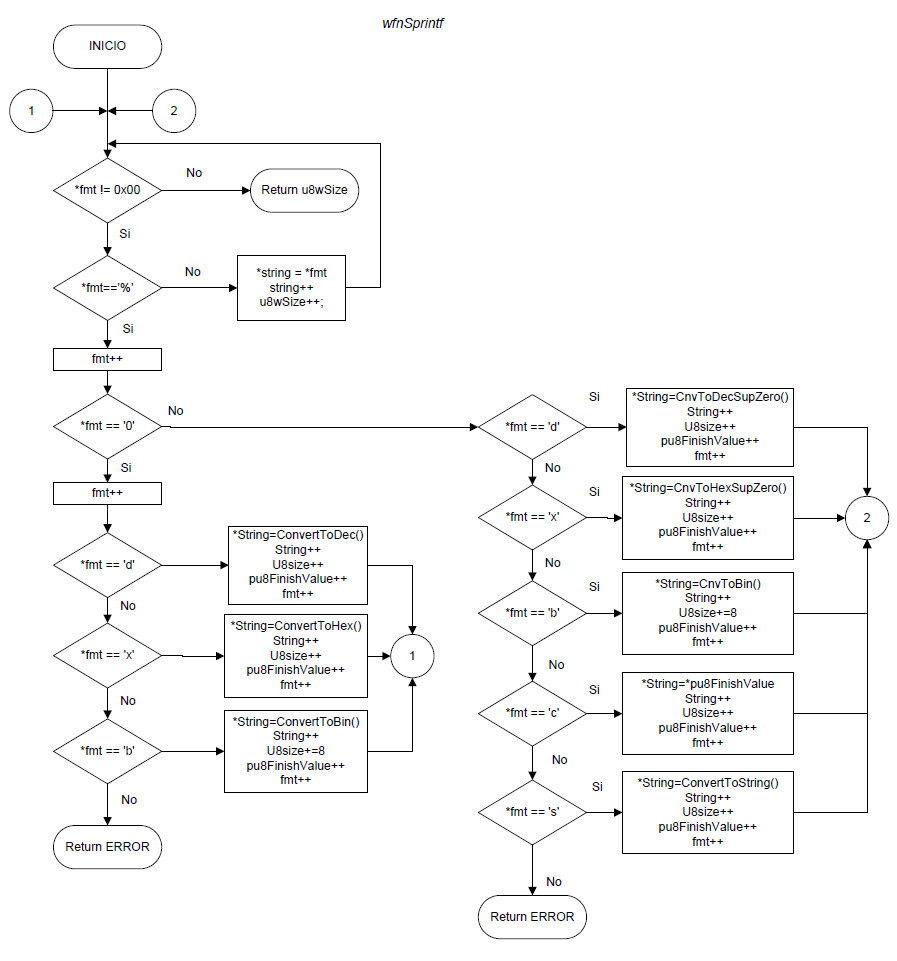 wfnSprintf
INICIO
1
2
*fmt != 0x00
No
Return u8wSize
Si
*fmt=='%'
No
*string = *fmt
string++
u8wSize++;
Si
fmt++
*fmt == '0'
No
Si
fmt++
*fmt == 'd'
*String=ConvertToDec()
String++
U8size++
pu8FinishValue++
fmt++
No
*fmt == 'x'
*String=ConvertToHex()
String++
U8size++
pu8FinishValue++
fmt++
1
No
*fmt == 'b'
*String=ConvertToBin()
String++
U8size+=8
pu8FinishValue++
fmt++
No
Return ERROR
*fmt == 'd'
Si
*String=CnvToDecSupZero()
String++
U8size++
pu8FinishValue++
fmt++
No
*fmt == 'x'
Si
*String=CnvToHexSupZero()
String++
U8size++
pu8FinishValue++
fmt++
2
No
*fmt == 'b'
Si
*String=CnvToBin()
String++
U8size+=8
pu8FinishValue++
fmt++
No
*fmt == 'c'
Si
*String=*pu8FinishValue
String++
U8size++
pu8FinishValue++
fmt++
No
*fmt == 's'
Si
*String=ConvertToString()
String++
U8size++
pu8FinishValue++
fmt++
No
Return ERROR